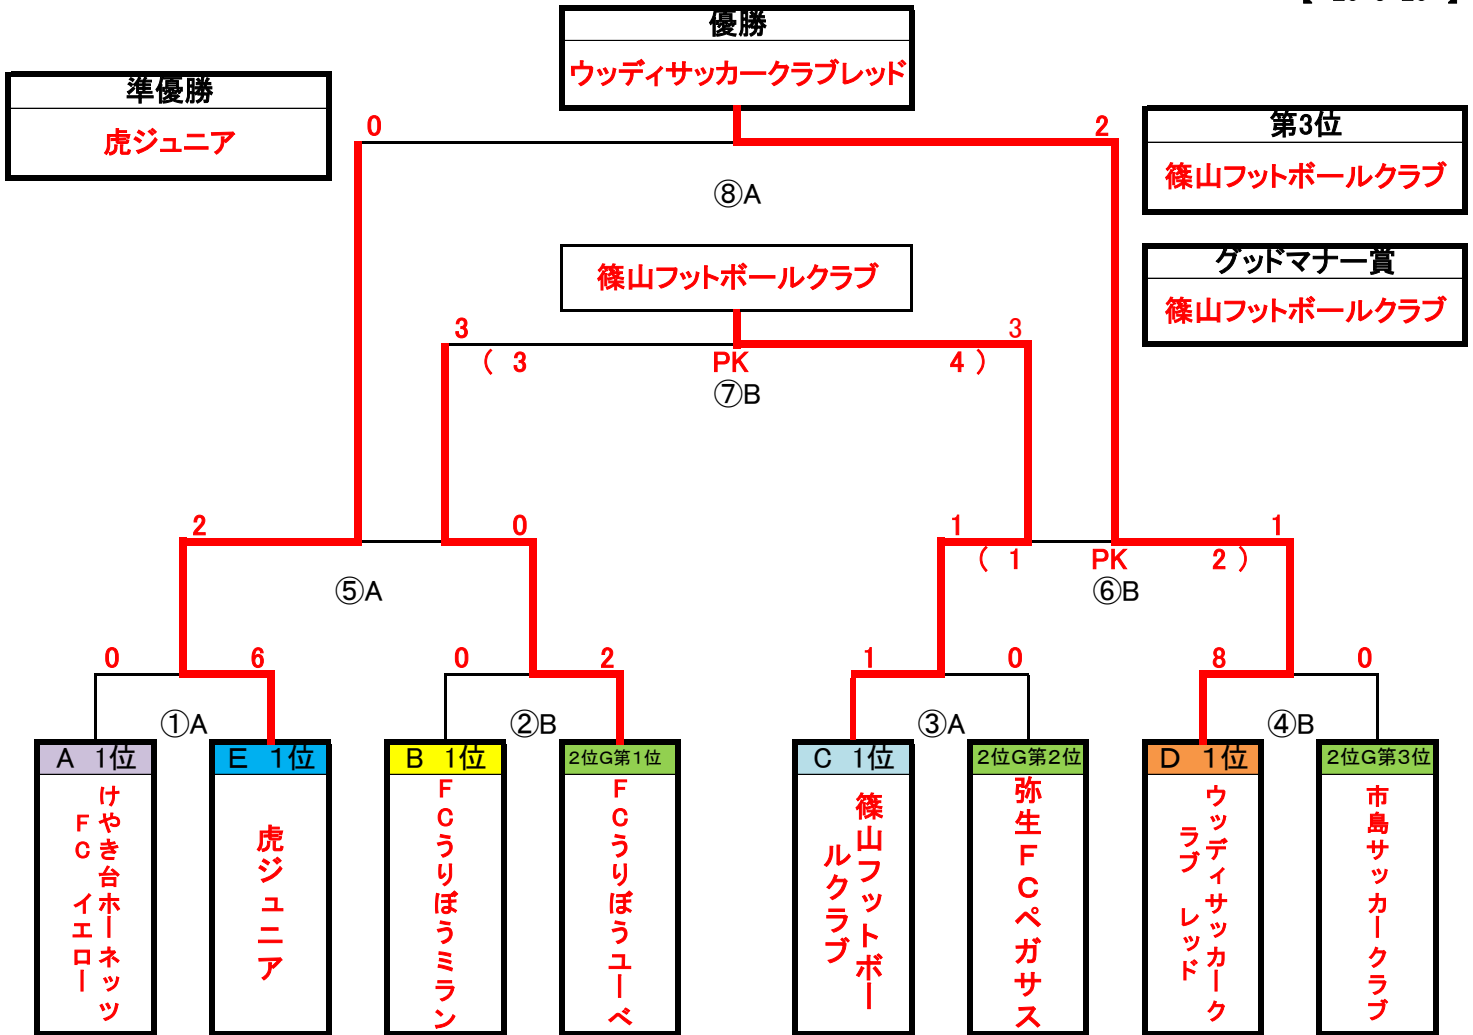 優勝
ウッディサッカークラブレッド
準優勝
虎ジュニア
第3位
篠山フットボールクラブ
グッドマナー賞
篠山フットボールクラブ
0
2
⑧A
篠山フットボールクラブ
3
3
( 3 PK 4 )
⑦B
2
0
⑤A
1
1
( 1 PK 2 )
⑥B
0
6
①A
0
2
②B
1
0
③A
8
0
④B
A 1位
けやき台ホーネッツ
FC イエロー
E 1位
虎ジュニア
B 1位
FCうりぼうミラン
2位G第1位
FCうりぼうユーベ
C 1位
篠山フットボー
ルクラブ
2位G第2位
弥生FCペガサス
D 1位
ウッディサッカーク
ラブ レッド
2位G第3位
市島サッカークラブ